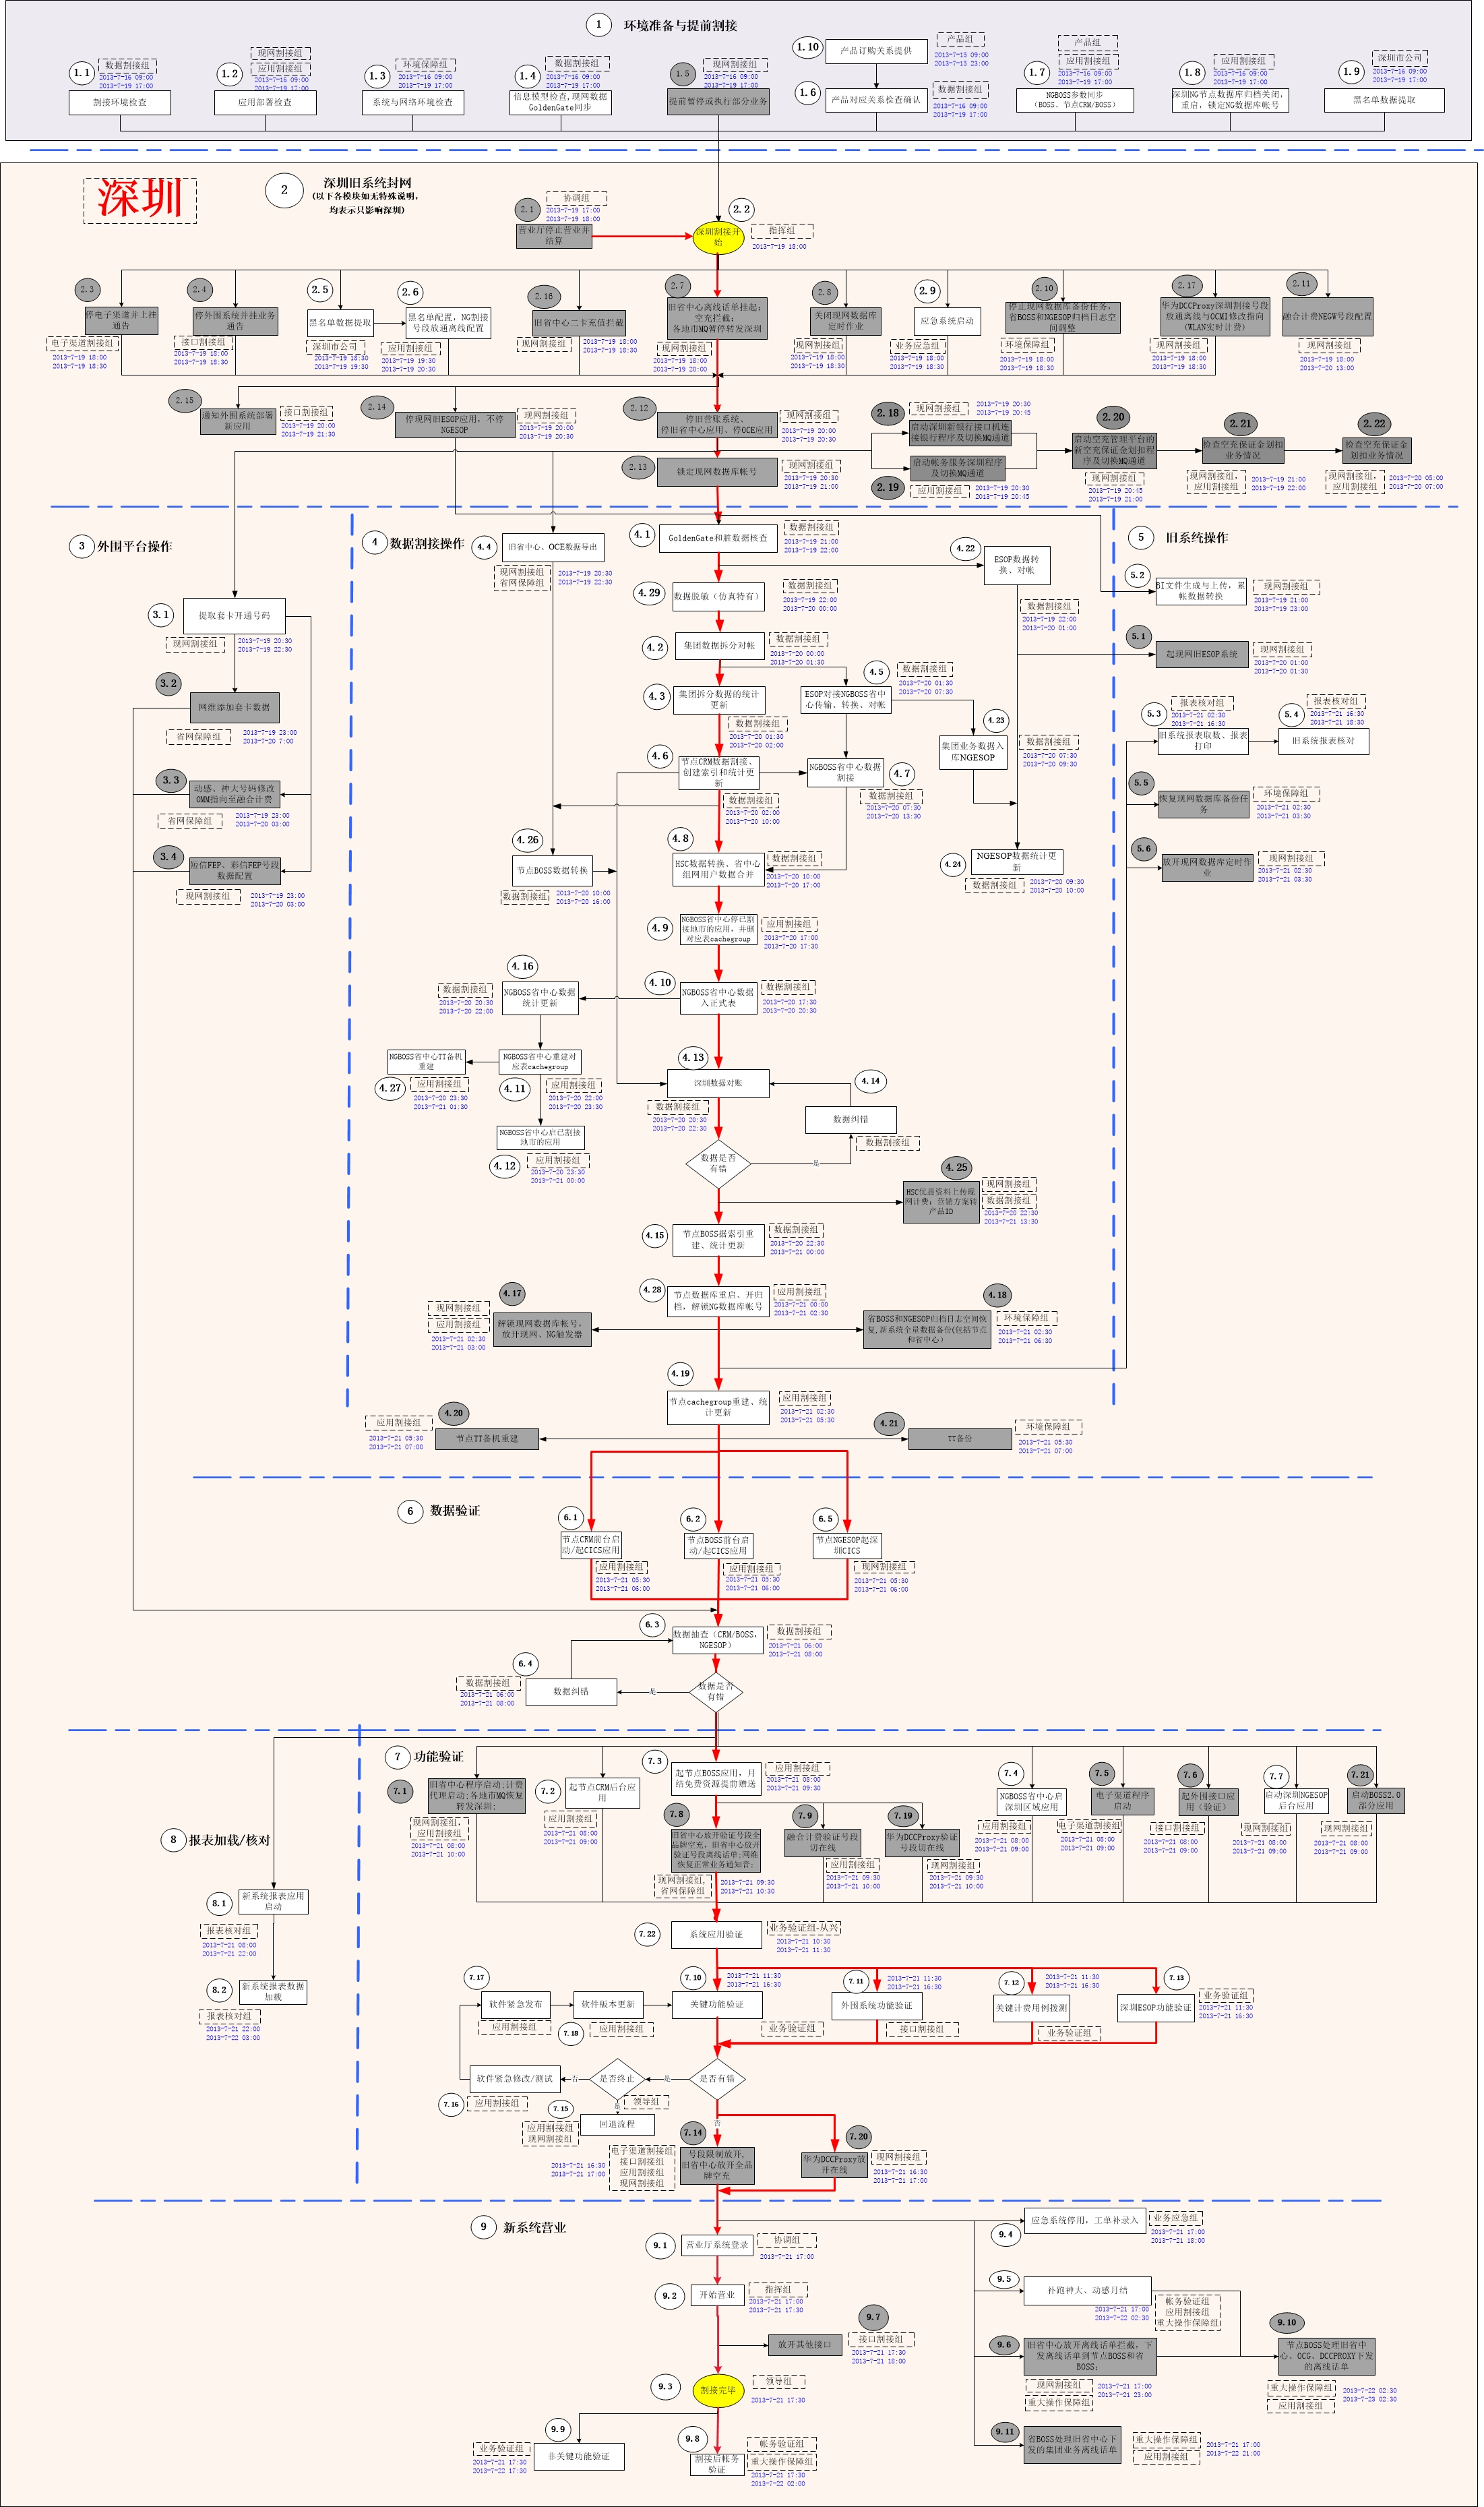 1
环境准备与提前割接
1.1
数据割接组
2013-7-16 09:00
2013-7-19 17:00
割接环境检查
1.2
现网割接组
应用割接组
2013-7-16 09:00
2013-7-19 17:00
应用部署检查
1.3
环境保障组
2013-7-16 09:00
2013-7-19 17:00
系统与网络环境检查
1.4
数据割接组
2013-7-16 09:00
2013-7-19 17:00
信息模型检查,现网数据
GoldenGate同步
1.5
现网割接组
2013-7-16 09:00
2013-7-19 17:00
提前暂停或执行部分业务
1.10
产品订购关系提供
产品组
2013-7-15 09:00
2013-7-15 23:00
1.6
产品对应关系检查确认
数据割接组
2013-7-16 09:00
2013-7-19 17:00
1.7
产品组
应用割接组
2013-7-16 09:00
2013-7-19 17:00
NGBOSS参数同步
(BOSS、节点CRM/BOSS)
1.8
应用割接组
2013-7-16 09:00
2013-7-19 17:00
深圳NG节点数据库归档关闭,
重启,锁定NG数据库帐号
1.9
深圳市公司
2013-7-16 09:00
2013-7-19 17:00
黑名单数据提取
深圳
2
深圳旧系统封网
(以下各模块如无特殊说明,
均表示只影响深圳)
2.1
协调组
2013-7-19 17:00
2013-7-19 18:00
营业厅停止营业并
结算
2.2
深圳割接开
始
指挥组
2013-7-19 18:00
2.3
停电子渠道并上挂
通告
电子渠道割接组
2013-7-19 18:00
2013-7-19 18:30
2.4
停外围系统并挂业务
通告
接口割接组
2013-7-19 18:00
2013-7-19 18:30
2.5
黑名单数据提取
深圳市公司
2013-7-19 18:30
2013-7-19 19:30
2.6
黑名单配置,NG割接
号段放通离线配置
应用割接组
2013-7-19 19:30
2013-7-19 20:30
2.16
旧省中心二卡充值拦截
现网割接组
2013-7-19 18:00
2013-7-19 18:30
2.7
旧省中心离线话单挂起;
空充拦截;
各地市MQ暂停转发深圳
现网割接组
2013-7-19 18:00
2013-7-19 20:00
2.8
关闭现网数据库
定时作业
现网割接组
2013-7-19 18:00
2013-7-19 18:30
2.9
应急系统启动
业务应急组
2013-7-19 18:00
2013-7-19 18:30
2.10
停止现网数据库备份任务,
省BOSS和NGESOP归档日志空
间调整
环境保障组
2013-7-19 18:00
2013-7-19 18:30
2.17
华为DCCProxy深圳割接号段
放通离线与OCMI修改指向
(WLAN实时计费)
现网割接组
2013-7-19 18:00
2013-7-19 18:30
2.11
融合计费NEGW号段配置
现网割接组
2013-7-19 18:00
2013-7-20 13:00
2.15
通知外围系统部署
新应用
接口割接组
2013-7-19 20:00
2013-7-19 21:30
2.14
停现网旧ESOP应用,不停
NGESOP
现网割接组
2013-7-19 20:00
2013-7-19 20:30
2.12
停旧营账系统、
停旧省中心应用、停OCE应用
现网割接组
2013-7-19 20:00
2013-7-19 20:30
2.18
现网割接组
2013-7-19 20:30
2013-7-19 20:45
启动深圳新银行接口机连
接银行程序及切换MQ通道
2.20
启动空充管理平台的
新空充保证金划扣程
序及切换MQ通道
现网割接组
2013-7-19 20:45
2013-7-19 21:00
2.21
检查空充保证金划扣
业务情况
现网割接组,
应用割接组
2013-7-19 21:00
2013-7-19 22:00
2.22
检查空充保证金
划扣业务情况
现网割接组,
应用割接组
2013-7-20 05:00
2013-7-20 07:00
2.13
锁定现网数据库帐号
现网割接组
2013-7-19 20:30
2013-7-19 21:00
启动帐务服务深圳程序
及切换MQ通道
2.19
应用割接组
2013-7-19 20:30
2013-7-19 20:45
3
外围平台操作
4
数据割接操作
5
旧系统操作
4.4
旧省中心、OCE数据导出
现网割接组
省网保障组
2013-7-19 20:30
2013-7-19 22:30
4.1
GoldenGate和脏数据核查
数据割接组
2013-7-19 21:00
2013-7-19 22:00
4.22
ESOP数据转
换、对帐
数据割接组
2013-7-19 22:00
2013-7-20 01:00
5.2
BI文件生成与上传,累
帐数据转换
现网割接组
2013-7-19 21:00
2013-7-19 23:00
4.29
数据脱敏(仿真特有)
数据割接组
2013-7-19 22:00
2013-7-20 00:00
3.1
提取套卡开通号码
现网割接组
2013-7-19 20:30
2013-7-19 22:30
4.2
集团数据拆分对帐
数据割接组
2013-7-20 00:00
2013-7-20 01:30
5.1
起现网旧ESOP系统
现网割接组
2013-7-20 01:00
2013-7-20 01:30
3.2
网维添加套卡数据
省网保障组
2013-7-19 23:00
2013-7-20 7:00
4.3
集团拆分数据的统计
更新
数据割接组
2013-7-20 01:30
2013-7-20 02:00
4.5
数据割接组
2013-7-20 01:30
2013-7-20 07:30
ESOP对接NGBOSS省中
心传输、转换、对帐
4.23
集团业务数据入
库NGESOP
数据割接组
2013-7-20 07:30
2013-7-20 09:30
5.3
报表核对组
2013-7-21 02:30
2013-7-21 16:30
旧系统报表取数、报表
打印
5.4
报表核对组
2013-7-21 16:30
2013-7-21 18:30
旧系统报表核对
3.3
动感、神大号码修改
OMM指向至融合计费
省网保障组
2013-7-19 23:00
2013-7-20 03:00
4.6
节点CRM数据割接、
创建索引和统计更
新
数据割接组
2013-7-20 02:00
2013-7-20 10:00
NGBOSS省中心数据
割接
4.7
数据割接组
2013-7-20 07:30
2013-7-20 13:30
5.5
恢复现网数据库备份任
务
环境保障组
2013-7-21 02:30
2013-7-21 03:30
3.4
短信FEP、彩信FEP号段
数据配置
现网割接组
2013-7-19 23:00
2013-7-20 03:00
4.26
节点BOSS数据转换
数据割接组
2013-7-20 10:00
2013-7-20 16:00
4.8
HSC数据转换、省中心
组网用户数据合并
数据割接组
2013-7-20 10:00
2013-7-20 17:00
4.24
NGESOP数据统计更
新
数据割接组
2013-7-20 09:30
2013-7-20 10:00
5.6
放开现网数据库定时作
业
现网割接组
2013-7-21 02:30
2013-7-21 03:30
4.9
NGBOSS省中心停已割
接地市的应用,并删
对应表cachegroup
应用割接组
2013-7-20 17:00
2013-7-20 17:30
4.16
数据割接组
2013-7-20 20:30
2013-7-20 22:00
NGBOSS省中心数据
统计更新
4.10
NGBOSS省中心数据
入正式表
数据割接组
2013-7-20 17:30
2013-7-20 20:30
NGBOSS省中心TT备机
重建
4.27
应用割接组
2013-7-20 23:30
2013-7-21 01:30
NGBOSS省中心重建对
应表cachegroup
4.11
应用割接组
2013-7-20 22:00
2013-7-20 23:30
4.13
深圳数据对账
数据割接组
2013-7-20 20:30
2013-7-20 22:30
4.14
数据纠错
数据割接组
NGBOSS省中心启已割接
地市的应用
4.12
应用割接组
2013-7-20 23:30
2013-7-21 00:00
数据是否
有错
是
4.25
HSC优惠资料上传现
网计费;营销方案转
产品ID
现网割接组
数据割接组
2013-7-20 22:30
2013-7-21 13:30
4.15
节点BOSS据索引重
建、统计更新
数据割接组
2013-7-20 22:30
2013-7-21 00:00
4.28
节点数据库重启、开归
档,解锁NG数据库帐号
应用割接组
2013-7-21 00:00
2013-7-21 02:30
4.17
现网割接组
应用割接组
2013-7-21 02:30
2013-7-21 03:00
解锁现网数据库帐号,
放开现网、NG触发器
4.18
省BOSS和NGESOP归档日志空间恢
复,新系统全量数据备份(包括节点
和省中心)
环境保障组
2013-7-21 02:30
2013-7-21 06:30
4.19
节点cachegroup重建、统
计更新
应用割接组
2013-7-21 02:30
2013-7-21 05:30
4.20
应用割接组
2013-7-21 05:30
2013-7-21 07:00
节点TT备机重建
4.21
TT备份
环境保障组
2013-7-21 05:30
2013-7-21 07:00
6
数据验证
6.1
节点CRM前台启
动/起CICS应用
应用割接组
2013-7-21 05:30
2013-7-21 06:00
6.2
节点BOSS前台启
动/起CICS应用
应用割接组
2013-7-21 05:30
2013-7-21 06:00
6.5
节点NGESOP起深
圳CICS
现网割接组
2013-7-21 05:30
2013-7-21 06:00
6.3
数据抽查(CRM/BOSS,
NGESOP)
数据割接组
2013-7-21 06:00
2013-7-21 08:00
6.4
数据割接组
2013-7-21 06:00
2013-7-21 08:00
数据纠错
是
数据是否
有错
7
功能验证
7.1
旧省中心程序启动;计费
代理启动;各地市MQ恢复
转发深圳;
现网割接组,
应用割接组
2013-7-21 08:00
2013-7-21 10:00
7.2
起节点CRM后台应
用
应用割接组
2013-7-21 08:00
2013-7-21 09:00
7.3
起节点BOSS应用,月
结免费资源提前赠送
应用割接组
2013-7-21 08:00
2013-7-21 09:30
7.4
NGBOSS省中心启
深圳区域应用
应用割接组
2013-7-21 08:00
2013-7-21 09:00
7.5
电子渠道程序
启动
电子渠道割接组
2013-7-21 08:00
2013-7-21 09:00
7.6
起外围接口应
用(验证)
接口割接组
2013-7-21 08:00
2013-7-21 09:00
7.7
启动深圳NGESOP
后台应用
现网割接组
2013-7-21 08:00
2013-7-21 09:00
7.21
启动BOSS2.0
部分应用
现网割接组
2013-7-21 08:00
2013-7-21 09:00
7.8
旧省中心放开验证号段全
品牌空充,旧省中心放开
验证号段离线话单;网维
恢复正常业务通知音;
现网割接组,
省网保障组
2013-7-21 09:30
2013-7-21 10:30
7.9
融合计费验证号段
切在线
应用割接组
2013-7-21 09:30
2013-7-21 10:00
7.19
华为DCCProxy验证
号段切在线
现网割接组
2013-7-21 09:30
2013-7-21 10:00
8
报表加载/核对
8.1
新系统报表应用
启动
报表核对组
2013-7-21 08:00
2013-7-21 22:00
8.2
新系统报表数据
加载
报表核对组
2013-7-21 22:00
2013-7-22 03:00
7.22
系统应用验证
业务验证组-从兴
2013-7-21 10:30
2013-7-21 11:30
7.17
软件紧急发布
应用割接组
软件版本更新
7.18
应用割接组
7.10
2013-7-21 11:30
2013-7-21 16:30
关键功能验证
业务验证组
7.11
2013-7-21 11:30
2013-7-21 16:30
外围系统功能验证
接口割接组
7.12
2013-7-21 11:30
2013-7-21 16:30
关键计费用例拨测
业务验证组
7.13
深圳ESOP功能验证
业务验证组
2013-7-21 11:30
2013-7-21 16:30
软件紧急修改/测试
7.16
应用割接组
否
是否终止
是
是否有错
领导组
是
7.15
应用割接组
现网割接组
回退流程
否
7.14
2013-7-21 16:30
2013-7-21 17:00
电子渠道割接组
接口割接组
应用割接组
现网割接组
号段限制放开,
旧省中心放开全品
牌空充
7.20
华为DCCProxy放
开在线
现网割接组
2013-7-21 16:30
2013-7-21 17:00
9
新系统营业
9.1
营业厅系统登录
协调组
2013-7-21 17:00
9.4
应急系统停用,工单补录入
业务应急组
2013-7-21 17:00
2013-7-21 18:00
9.2
开始营业
指挥组
2013-7-21 17:00
2013-7-21 17:30
9.5
补跑神大、动感月结
2013-7-21 17:00
2013-7-22 02:30
帐务验证组
应用割接组
重大操作保障组
9.7
放开其他接口
接口割接组
2013-7-21 17:30
2013-7-21 18:00
9.6
旧省中心放开离线话单拦截,下
发离线话单到节点BOSS和省
BOSS;
现网割接组
重大操作保障组
2013-7-21 17:00
2013-7-21 23:00
9.10
节点BOSS处理旧省中
心、OCG、DCCPROXY下发
的离线话单
重大操作保障组
应用割接组
2013-7-22 02:30
2013-7-23 02:30
9.3
割接完毕
领导组
2013-7-21 17:30
9.9
业务验证组
2013-7-21 17:30
2013-7-22 17:30
非关键功能验证
9.8
割接后帐务
验证
帐务验证组
重大操作保障组
2013-7-21 17:30
2013-7-22 02:00
9.11
省BOSS处理旧省中心下
发的集团业务离线话单
重大操作保障组
应用割接组
2013-7-21 17:00
2013-7-22 21:00